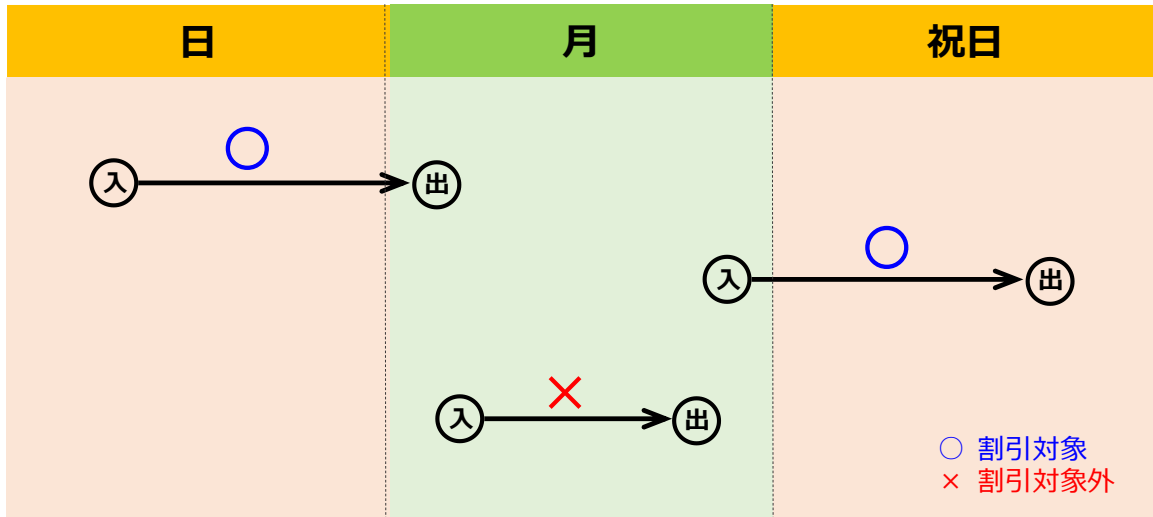 日 月 祝日
入 出
入 出
入 出
○ 割引対象
× 割引対象外